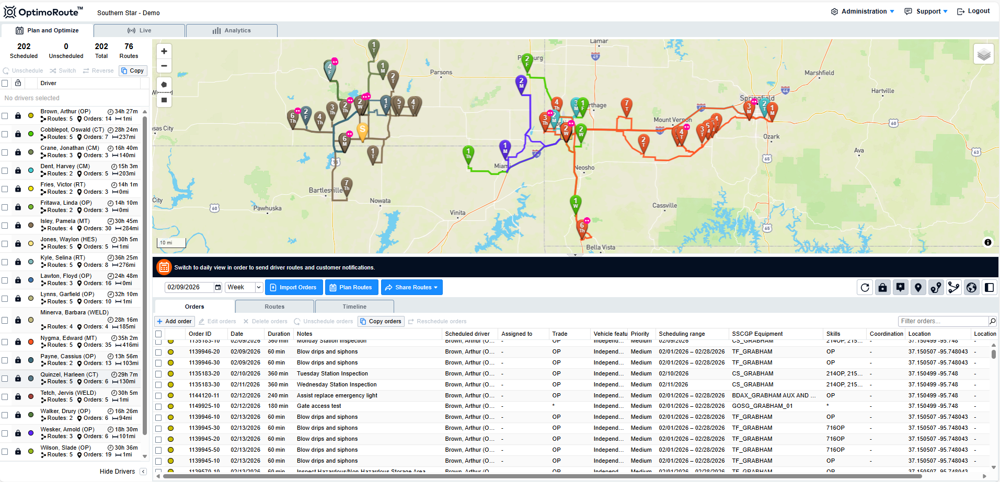 OptimoRoute™
Southern Star - Demo
Administration
Support
Logout
Plan and Optimize
Live
Analytics
202
0
202
76
Scheduled
Unscheduled
Total
Routes
Unschedule
Switch
Reverse
Copy
Driver
No drivers selected
Brown, Arthur (OP)
34h 27m
Routes: 5 Orders: 14 1mi
Cobblepot, Oswald (CT)
28h 24m
Routes: 5 Orders: 7 237mi
Crane, Jonathan (CM)
16h 40m
Routes: 3 Orders: 3 140mi
Dent, Harvey (CM)
15h 3m
Routes: 2 Orders: 5 203mi
Fries, Victor (RT)
14h 1m
Routes: 2 Orders: 3 0mi
Fritawa, Linda (OP)
14h 10m
Routes: 2 Orders: 3 0mi
Isley, Pamela (MT)
30h 45m
Routes: 4 Orders: 30 284mi
Jones, Waylon (HES)
30h 5m
Routes: 5 Orders: 5 1mi
Kyle, Selina (RT)
36h 25m
Routes: 5 Orders: 8 276mi
Lawton, Floyd (OP)
24h 48m
Routes: 3 Orders: 16 0mi
Lynns, Garfield (OP)
32h 10m
Routes: 5 Orders: 10 1mi
Minerva, Barbara (WELD)
28h 16m
Routes: 4 Orders: 4 185mi
Nygma, Edward (MT)
35h 2m
Routes: 5 Orders: 35 416mi
Payne, Cassius (OP)
13h 56m
Routes: 2 Orders: 13 103mi
Quinzel, Harleen (CT)
29h 7m
Routes: 5 Orders: 6 130mi
Tetch, Jervis (WELD)
30h 5m
Routes: 5 Orders: 5 1mi
Walker, Drury (OP)
16h 26m
Routes: 2 Orders: 6 94mi
Wesker, Arnold (OP)
18h 30m
Routes: 3 Orders: 6 101mi
Wilson, Slade (OP)
30h 36m
Routes: 5 Orders: 19 1mi
Hide Drivers
Lamar
Parsons
Marshfield
Hartville
Springfield
Mount Vernon
Ozark
Ava
Neosho
Miami
Bartlesville
Nowata
Pawhuska
Vinita
Cassville
Bella Vista
10 mi
Switch to daily view in order to send driver routes and customer notifications.
02/09/2026
Week
Import Orders
Plan Routes
Share Routes
Orders
Routes
Timeline
Add order
Edit orders
Delete orders
Unschedule orders
Copy orders
Reschedule orders
Filter orders...
Order ID Date Duration Notes Scheduled driver Assigned to Trade Vehicle featu Priority Scheduling range SSCGP Equipment Skills Coordination Location Location
1135183-10 02/09/2026 360 min Monday Station Inspection Brown, Arthur (O... - OP Independ... Medium 02/09/2026 CS_GRABHAM 214OP, 215... - 37.150499 -95.748 -
1139946-20 02/09/2026 60 min Blow drips and siphons Brown, Arthur (O... - OP Independ... Medium 02/01/2026 – 02/28/2026 TF_GRABHAM OP - 37.150507 -95.748043 -
1139946-30 02/09/2026 60 min Blow drips and siphons Brown, Arthur (O... - OP Independ... Medium 02/01/2026 – 02/28/2026 TF_GRABHAM OP - 37.150507 -95.748043 -
1135183-20 02/10/2026 360 min Tuesday Station Inspection Brown, Arthur (O... - OP Independ... Medium 02/10/2026 CS_GRABHAM 214OP, 215... - 37.150499 -95.748 -
1135183-30 02/11/2026 360 min Wednesday Station Inspection Brown, Arthur (O... - OP Independ... Medium 02/11/2026 CS_GRABHAM 214OP, 215... - 37.150499 -95.748 -
1144120-11 02/12/2026 240 min Assist replace emergency light Brown, Arthur (O... - OP Independ... Medium 02/01/2026 – 02/28/2026 BDAX_GRABHAM AUX AND ... OP - 37.150499 -95.748 -
1149925-10 02/12/2026 180 min Gate access test Brown, Arthur (O... - * Independ... Medium 02/01/2026 – 02/28/2026 GOSG_GRABHAM_01 * - 37.150499 -95.748 -
1139946-10 02/13/2026 60 min Blow drips and siphons Brown, Arthur (O... - OP Independ... Medium 02/01/2026 – 02/28/2026 TF_GRABHAM OP - 37.150507 -95.748043 -
1139945-30 02/13/2026 60 min Blow drips and siphons Brown, Arthur (O... - OP Independ... Medium 02/01/2026 – 02/28/2026 TF_GRABHAM 716OP - 37.150507 -95.748043 -
1139945-20 02/13/2026 60 min Blow drips and siphons Brown, Arthur (O... - OP Independ... Medium 02/01/2026 – 02/28/2026 TF_GRABHAM 716OP - 37.150507 -95.748043 -
1139945-50 02/13/2026 60 min Blow drips and siphons Brown, Arthur (O... - OP Independ... Medium 02/01/2026 – 02/28/2026 TF_GRABHAM 716OP - 37.150507 -95.748043 -
1139945-10 02/13/2026 60 min Blow drips and siphons Brown, Arthur (O... - OP Independ... Medium 02/01/2026 – 02/28/2026 TF_GRABHAM OP - 37.150507 -95.748043 -
1139570-10 02/13/2026 60 min Inspect Hazardous/Non-Hazardous Storage Area Brown, Arthur (O... - OP Independ... Medium 02/01/2026 – 02/28/2026 TF_GRABHAM OP - 37.150507 -95.748043 -